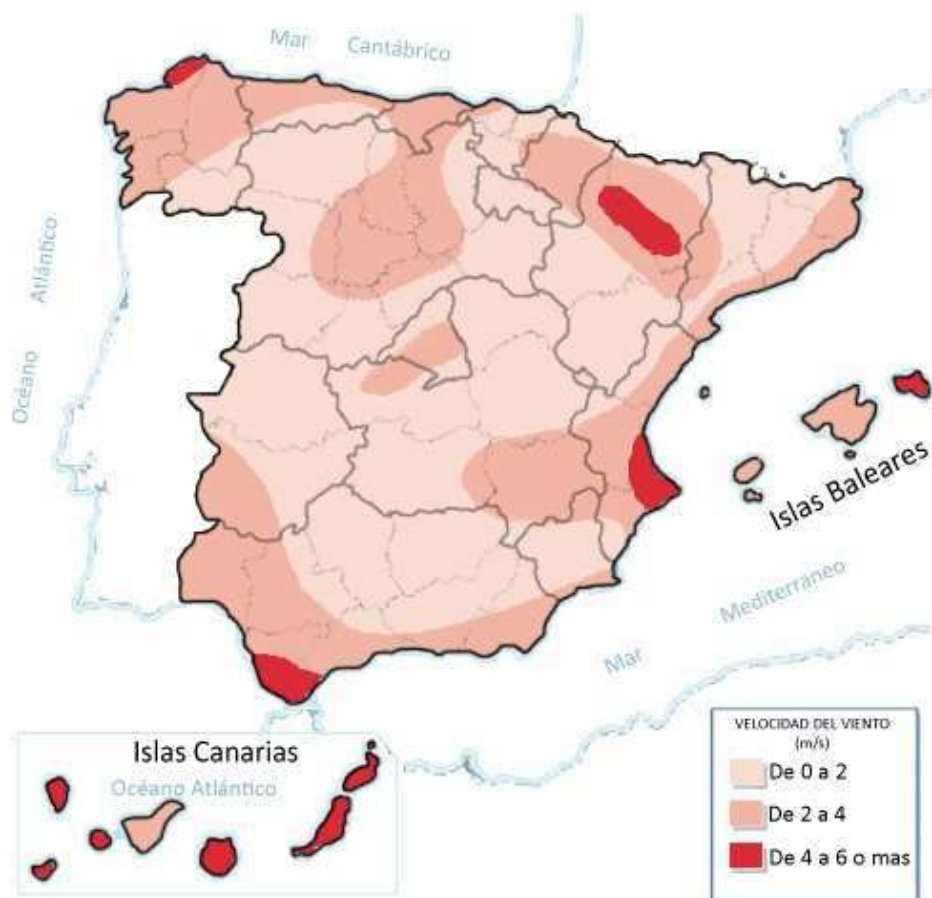 Mar Cantábrico
Océano Atlántico
Islas Baleares
Mar Mediterráneo
Islas Canarias
Océano Atlántico
VELOCIDAD DEL VIENTO
(m/s)
De 0 a 2
De 2 a 4
De 4 a 6 o mas